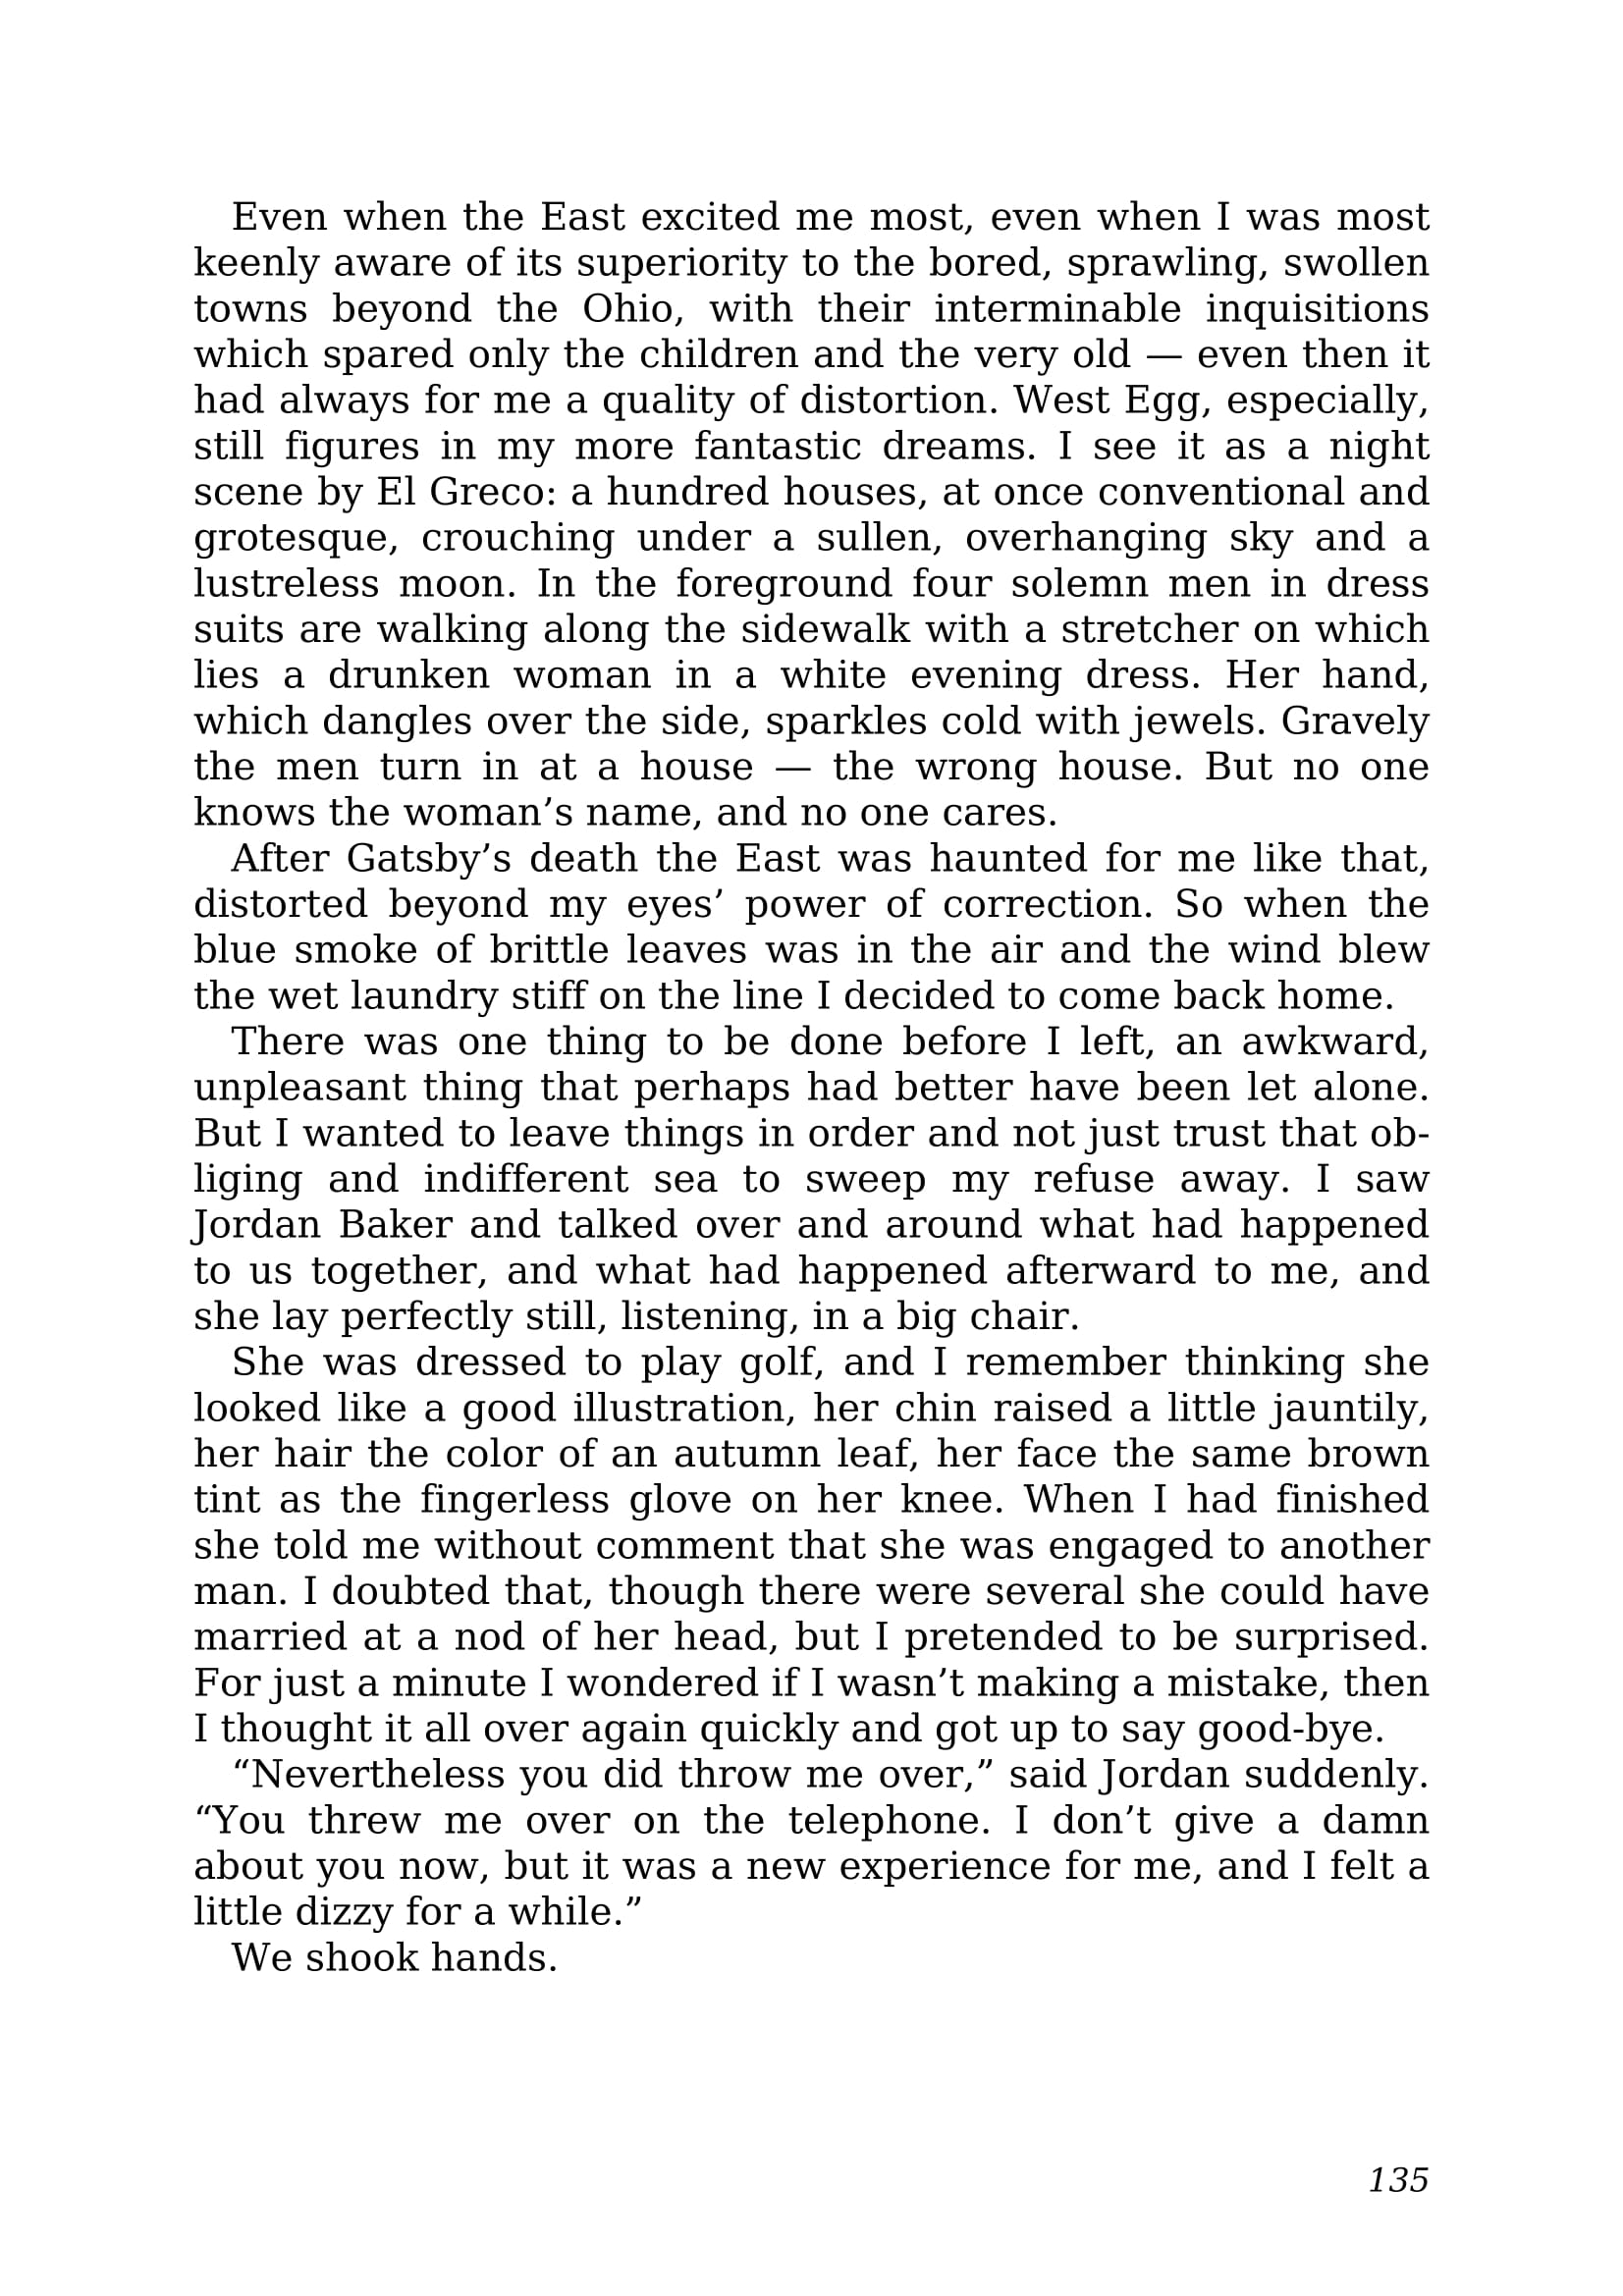 Even when the East excited me most, even when I was most
keenly aware of its superiority to the bored, sprawling, swollen
towns beyond the Ohio, with their interminable inquisitions
which spared only the children and the very old — even then it
had always for me a quality of distortion. West Egg, especially,
still figures in my more fantastic dreams. I see it as a night
scene by El Greco: a hundred houses, at once conventional and
grotesque, crouching under a sullen, overhanging sky and a
lustreless moon. In the foreground four solemn men in dress
suits are walking along the sidewalk with a stretcher on which
lies a drunken woman in a white evening dress. Her hand,
which dangles over the side, sparkles cold with jewels. Gravely
the men turn in at a house — the wrong house. But no one
knows the woman’s name, and no one cares.
After Gatsby’s death the East was haunted for me like that,
distorted beyond my eyes’ power of correction. So when the
blue smoke of brittle leaves was in the air and the wind blew
the wet laundry stiff on the line I decided to come back home.
There was one thing to be done before I left, an awkward,
unpleasant thing that perhaps had better have been let alone.
But I wanted to leave things in order and not just trust that ob-
liging and indifferent sea to sweep my refuse away. I saw
Jordan Baker and talked over and around what had happened
to us together, and what had happened afterward to me, and
she lay perfectly still, listening, in a big chair.
She was dressed to play golf, and I remember thinking she
looked like a good illustration, her chin raised a little jauntily,
her hair the color of an autumn leaf, her face the same brown
tint as the fingerless glove on her knee. When I had finished
she told me without comment that she was engaged to another
man. I doubted that, though there were several she could have
married at a nod of her head, but I pretended to be surprised.
For just a minute I wondered if I wasn’t making a mistake, then
I thought it all over again quickly and got up to say good-bye.
“Nevertheless you did throw me over,” said Jordan suddenly.
“You threw me over on the telephone. I don’t give a damn
about you now, but it was a new experience for me, and I felt a
little dizzy for a while.”
We shook hands.
135